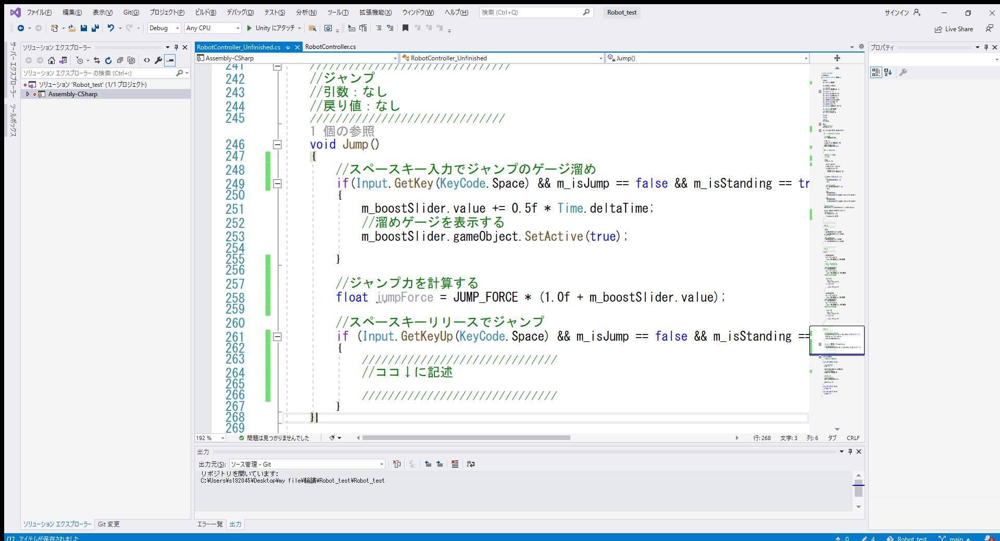 ファイル(F) 編集(E) 表示(V) Git(G) プロジェクト(P) ビルド(B) デバッグ(D) テスト(S) 分析(N) ツール(T) 拡張機能(X) ウィンドウ(W) ヘルプ(H) 検索 (Ctrl+Q) Robot_test サインイン
Debug Any CPU Unity にアタッチ Live Share
サーバー エクスプローラー
ツールボックス
ソリューション エクスプローラー
ソリューション エクスプローラー の検索 (Ctrl+:)
ソリューション 'Robot_test' (1/1 プロジェクト)
Assembly-CSharp
RobotController_Unfinished.cs RobotController.cs
Assembly-CSharp RobotController_Unfinished Jump()
241 ///////////////////////////////
242 //ジャンプ
243 //引数：なし
244 //戻り値：なし
245 //////////////////////////////
1 個の参照
246 void Jump()
247 {
248 //スペースキー入力でジャンプのゲージ溜め
249 if(Input.GetKey(KeyCode.Space) && m_isJump == false && m_isStanding == tr
250 {
251 m_boostSlider.value += 0.5f * Time.deltaTime;
252 //溜めゲージを表示する
253 m_boostSlider.gameObject.SetActive(true);
254
255 }
256
257 //ジャンプ力を計算する
258 float jumpForce = JUMP_FORCE * (1.0f + m_boostSlider.value);
259
260 //スペースキーリリースでジャンプ
261 if (Input.GetKeyUp(KeyCode.Space) && m_isJump == false && m_isStanding ==
262 {
263 //////////////////////////////
264 //ココ↓に記述
265
266 //////////////////////////////
267 }
268 }
269
192 % 問題は見つかりませんでした 行: 268 文字: 3 列: 6 タブ CRLF
出力
出力元(S): ソース管理 - Git
リポジトリを開いています:
C:\Users\s192045\Desktop\my file\輪講\Robot_test\Robot_test
ソリューション エクスプローラー Git 変更
エラー一覧 出力
プロパティ
アイテムが保存されました 0 4 Robot_test main